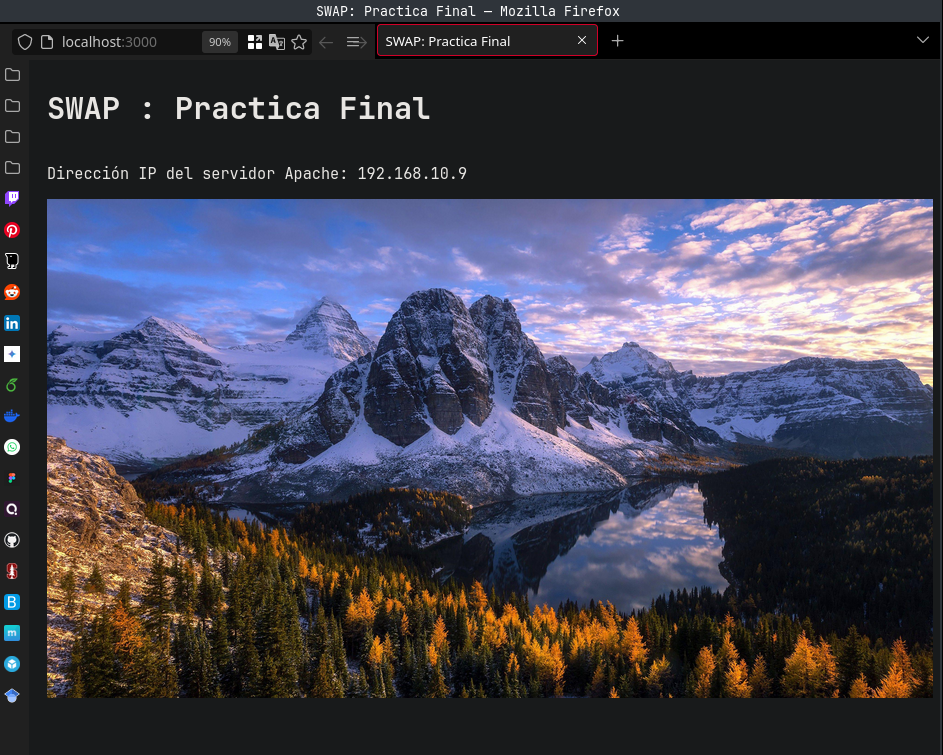 SWAP: Practica Final — Mozilla Firefox
localhost:3000
90%
SWAP: Practica Final
SWAP : Practica Final
Dirección IP del servidor Apache: 192.168.10.9